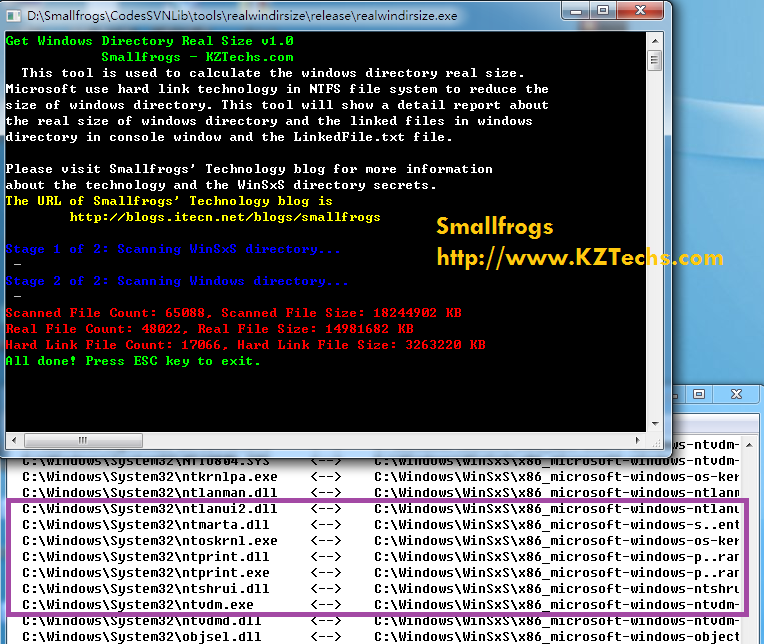 D:\Smallfrogs\CodesSVNLib\tools\realwindirsize\release\realwindirsize.exe
Get Windows Directory Real Size v1.0
Smallfrogs - KZTechs.com
This tool is used to calculate the windows directory real size.
Microsoft use hard link technology in NTFS file system to reduce the
size of windows directory. This tool will show a detail report about
the real size of windows directory and the linked files in windows
directory in console window and the LinkedFile.txt file.
Please visit Smallfrogs' Technology blog for more information
about the technology and the WinSxS directory secrets.
The URL of Smallfrogs' Technology blog is
http://blogs.itecn.net/blogs/smallfrogs
Smallfrogs
http://www.KZTechs.com
Stage 1 of 2: Scanning WinSxS directory...
-
Stage 2 of 2: Scanning Windows directory...
-
Scanned File Count: 65088, Scanned File Size: 18244902 KB
Real File Count: 48022, Real File Size: 14981682 KB
Hard Link File Count: 17066, Hard Link File Size: 3263220 KB
All done! Press ESC key to exit.
ws-ntvdm-
C:\Windows\System32\NTIO804.SYS <--> C:\Windows\WinSxS\x86_microsoft-windows-ntvdm-
C:\Windows\System32\ntkrnlpa.exe <--> C:\Windows\WinSxS\x86_microsoft-windows-os-ker
C:\Windows\System32\ntlanman.dll <--> C:\Windows\WinSxS\x86_microsoft-windows-ntlanm
C:\Windows\System32\ntlanui2.dll <--> C:\Windows\WinSxS\x86_microsoft-windows-ntlanu
C:\Windows\System32\ntmarta.dll <--> C:\Windows\WinSxS\x86_microsoft-windows-s..ent
C:\Windows\System32\ntoskrnl.exe <--> C:\Windows\WinSxS\x86_microsoft-windows-os-ker
C:\Windows\System32\ntprint.dll <--> C:\Windows\WinSxS\x86_microsoft-windows-p..ran
C:\Windows\System32\ntprint.exe <--> C:\Windows\WinSxS\x86_microsoft-windows-p..ran
C:\Windows\System32\ntshrui.dll <--> C:\Windows\WinSxS\x86_microsoft-windows-ntshru
C:\Windows\System32\ntvdm.exe <--> C:\Windows\WinSxS\x86_microsoft-windows-ntvdm-
C:\Windows\System32\ntvdmd.dll <--> C:\Windows\WinSxS\x86_microsoft-windows-ntvdm-
C:\Windows\System32\objsel.dll <--> C:\Windows\WinSxS\x86_microsoft-windows-object